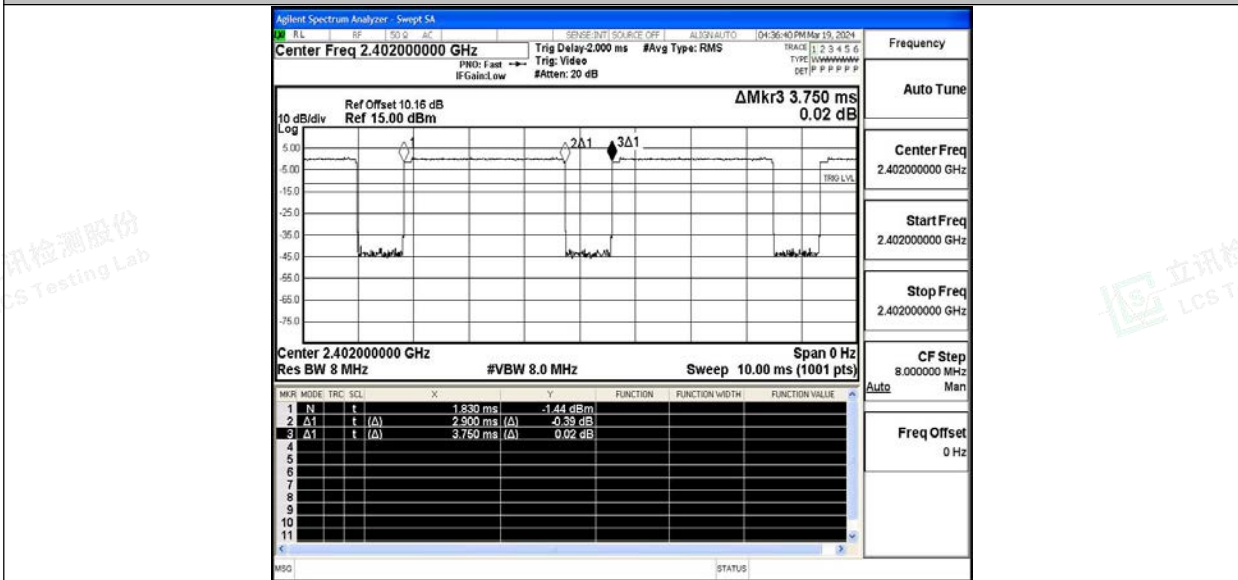 Agilent Spectrum Analyzer - Swept SA
RL RF 50 Ω AC SENSE:INT SOURCE OFF ALIGNAUTO 04:36:40 PM Mar 19, 2024
Center Freq 2.402000000 GHz
PNO: Fast
IFGain:Low
Trig Delay-2.000 ms #Avg Type: RMS
Trig: Video
#Atten: 20 dB
TRACE 1 2 3 4 5 6
TYPE WWWWWW
DET P P P P P P
ΔMkr3 3.750 ms
0.02 dB
Ref Offset 10.16 dB
10 dB/div Ref 15.00 dBm
Log
1 2Δ1 3Δ1
5.00
-5.00
TRIG LVL
-15.0
-25.0
-35.0
-45.0
-55.0
-65.0
-75.0
Center 2.402000000 GHz Span 0 Hz
Res BW 8 MHz #VBW 8.0 MHz Sweep 10.00 ms (1001 pts)
MKR MODE TRC SCL X Y FUNCTION FUNCTION WIDTH FUNCTION VALUE
1 N t 1.830 ms -1.44 dBm
2 Δ1 t (Δ) 2.900 ms (Δ) -0.39 dB
3 Δ1 t (Δ) 3.750 ms (Δ) 0.02 dB
4
5
6
7
8
9
10
11
MSG STATUS
Frequency
Auto Tune
Center Freq
2.402000000 GHz
Start Freq
2.402000000 GHz
Stop Freq
2.402000000 GHz
CF Step
8.000000 MHz
Auto Man
Freq Offset
0 Hz
讯检测股份
CS Testing Lab
立讯检
LCS T